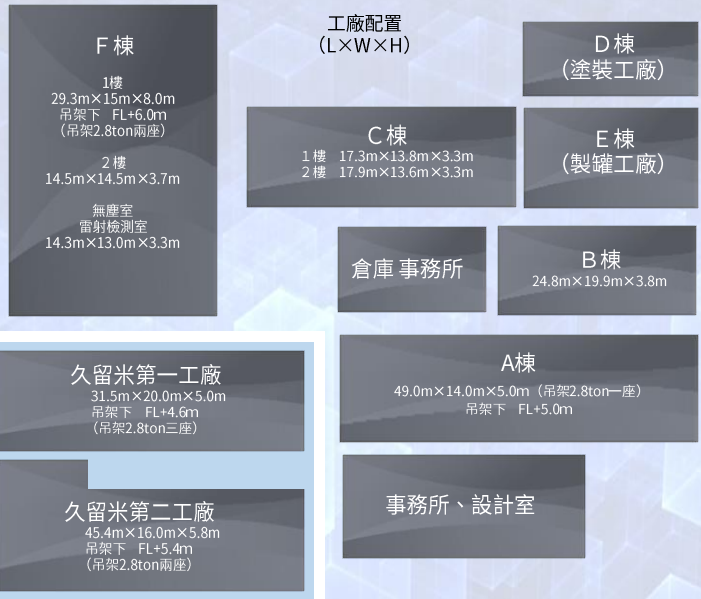 工廠配置
（L×W×H）
F 棟
1樓
29.3m×15m×8.0m
吊架下　FL+6.0m
（吊架2.8ton兩座）
２樓
14.5m×14.5m×3.7m
無塵室
雷射檢測室
14.3m×13.0m×3.3m
D 棟
（塗裝工廠）
C 棟
１樓　17.3m×13.8m×3.3m
２樓　17.9m×13.6m×3.3m
E 棟
（製罐工廠）
倉庫 事務所
B 棟
24.8m×19.9m×3.8m
A棟
49.0m×14.0m×5.0m（吊架2.8ton一座）
吊架下　FL+5.0m
久留米第一工廠
31.5m×20.0m×5.0m
吊架下　FL+4.6m
（吊架2.8ton三座）
久留米第二工廠
45.4m×16.0m×5.8m
吊架下　FL+5.4m
（吊架2.8ton兩座）
事務所、設計室